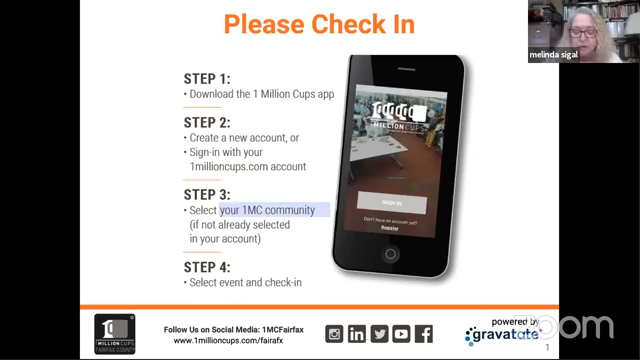 Please Check In
melinda sigal
STEP 1:
• Download the 1 Million Cups app
STEP 2:
• Create a new account, or
• Sign-in with your
1millioncups.com account
STEP 3:
• Select your 1MC community
(if not already selected
in your account)
STEP 4:
• Select event and check-in
MILLION CUPS
SIGN IN
Don't have an account yet?
Register
1
MILLION CUPS
FAIRFAX COUNTY
Follow Us on Social Media: 1MCFairfax
www.1millioncups.com/fairafx
powered by
gravatate
zoom
1